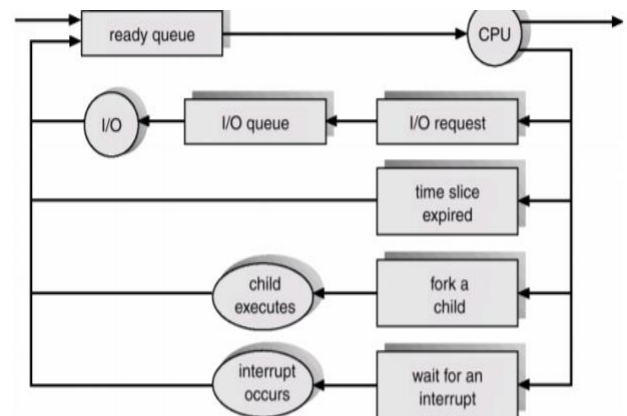 ready queue
CPU
I/O
I/O queue
I/O request
time slice
expired
child
executes
fork a
child
interrupt
occurs
wait for an
interrupt